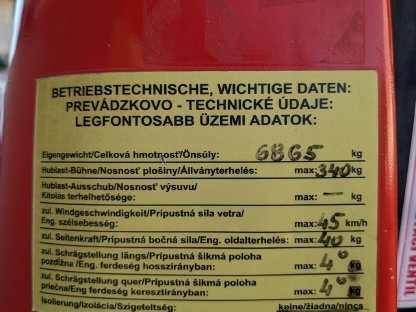 BETRIEBSTECHNISCHE, WICHTIGE DATEN:
PREVÁDZKOVO - TECHNICKÉ ÚDAJE:
LEGFONTOSABB ÜZEMI ADATOK:
Eigengewicht/Celková hmotnosť/Önsúly: 6865 kg
Hublast-Bühne/Nosnosť plošiny/Állványterhelés: max: 340 kg
Hublast-Ausschub/Nosnosť výsuvu/
Kitolás terhelhetősége: max: — kg
zul. Windgeschwindigkeit/Prípustná sila vetra/
Eng. szélsebesség: max: 45 km/h
zul. Seitenkraft/Prípustná bočná sila/Eng. oldalterhelés: max: 40 kg
zul. Schrägstellung längs/Prípustná šikmá poloha
pozdĺžna /Eng. ferdeség hosszirányban: max: 4° kg
zul. Schrägstellung quer/Prípustná šikmá poloha
priečna/Eng. ferdeség keresztirányban: max: 4° kg
Isolierung/Izolácia/Szigeteltség: keine/žiadna/nincs